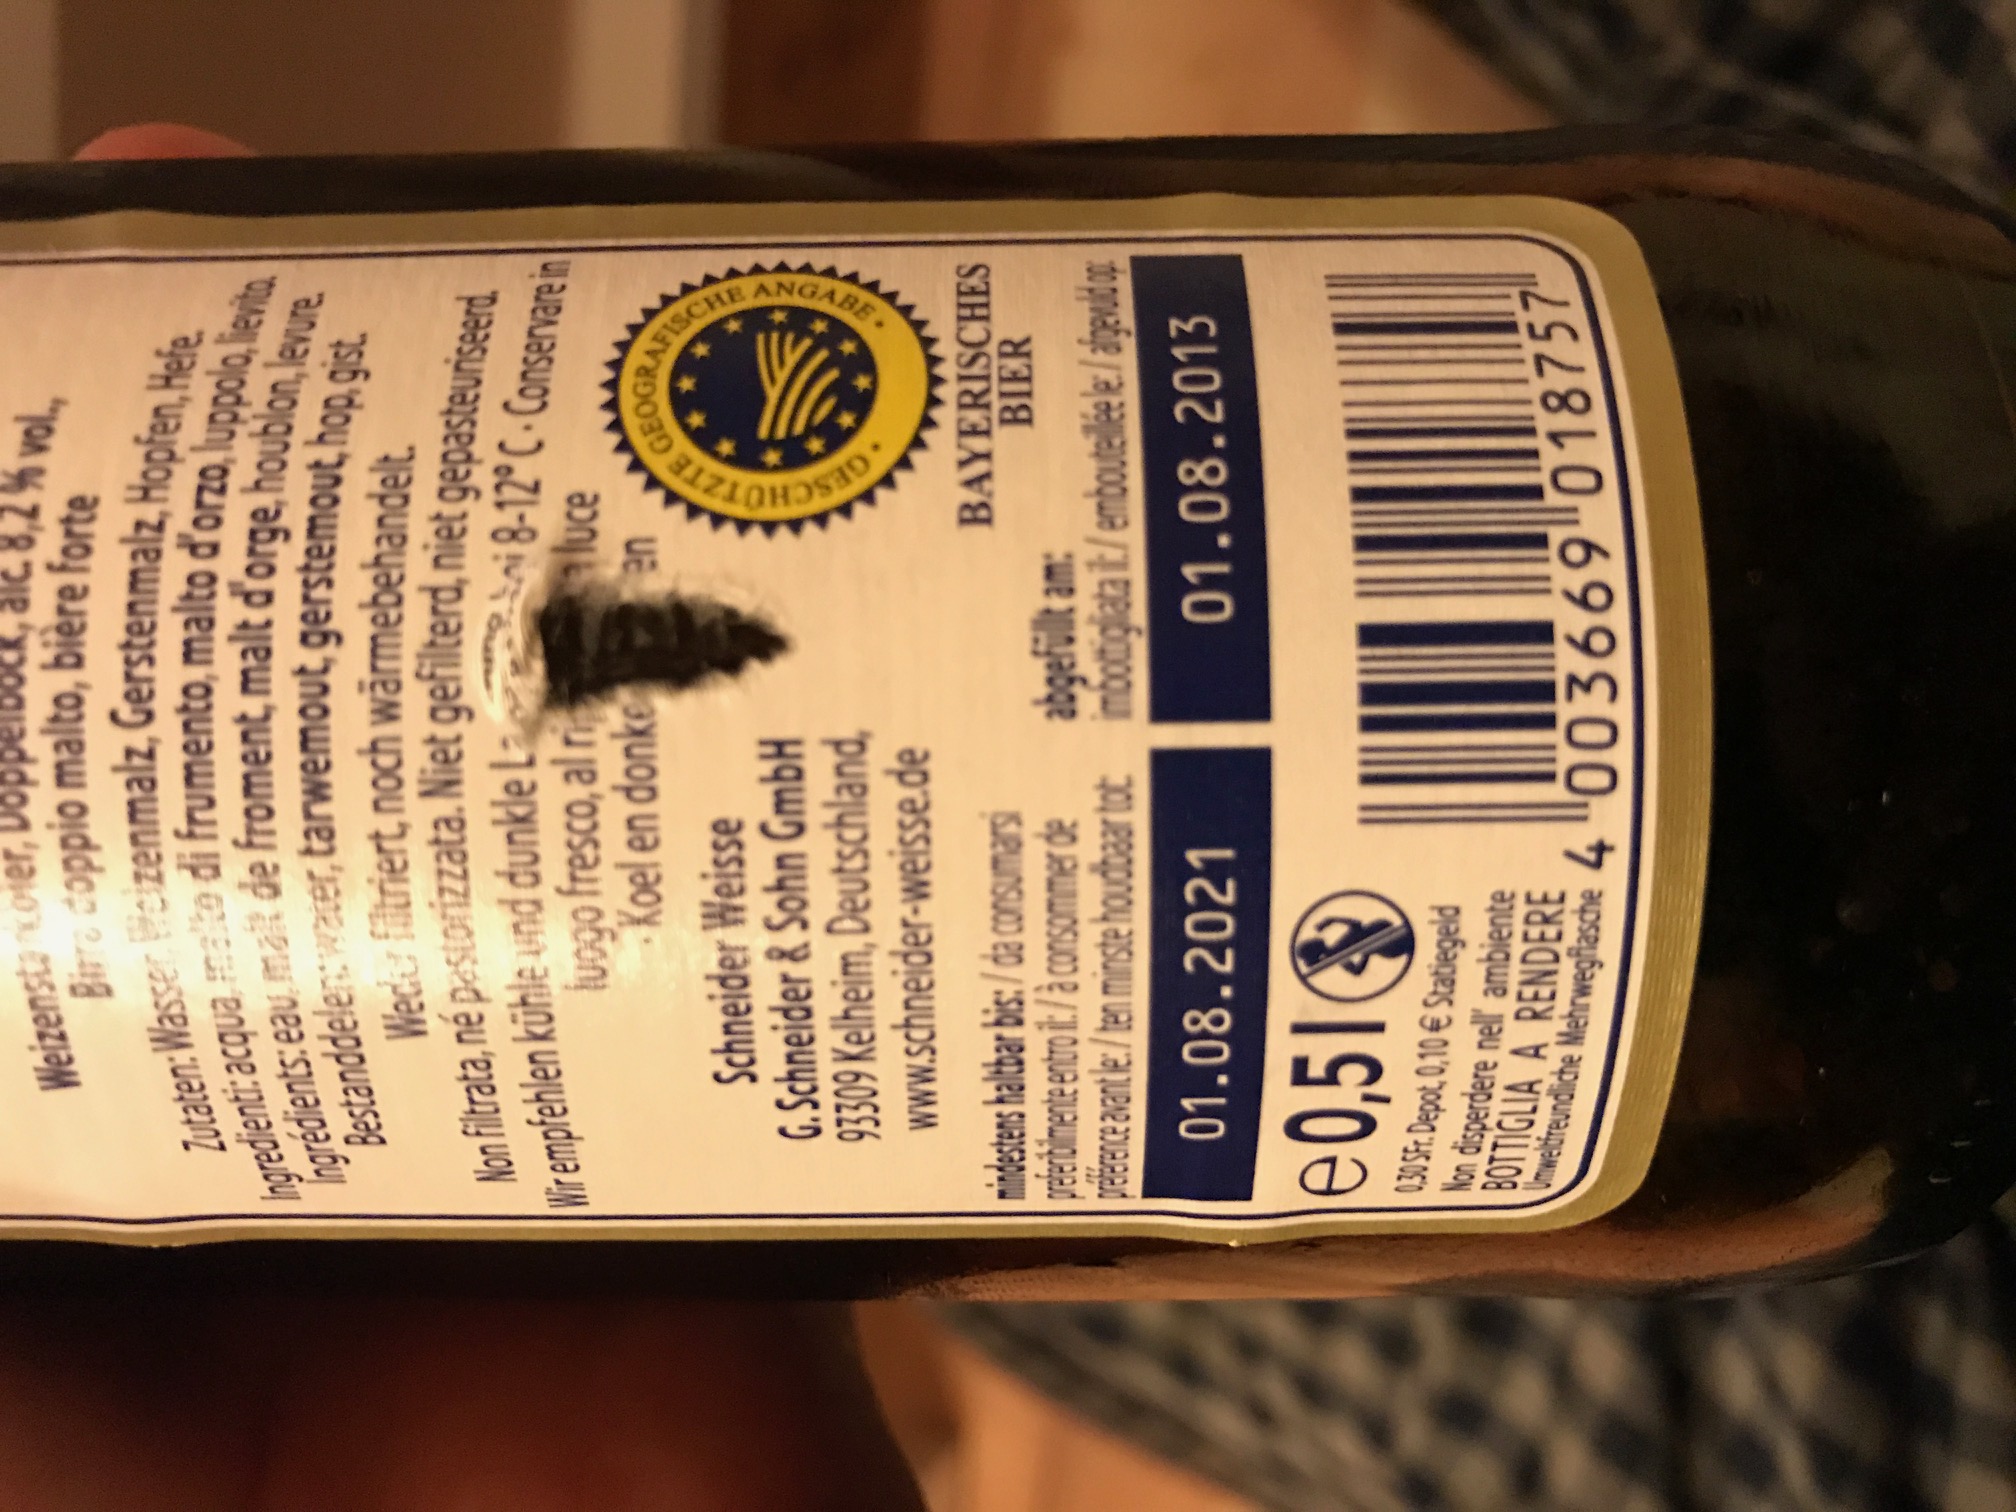 Weizenstarkbier, Doppelbock, alc. 8,2 % vol.,
Birra doppio malto, bière forte
Zutaten: Wasser, Weizenmalz, Gerstenmalz, Hopfen, Hefe.
Ingredienti: acqua, malto di frumento, malto d'orzo, luppolo, lievito.
Ingrédients: eau, malt de froment, malt d'orge, houblon, levure.
Bestanddelen: water, tarwemout, gerstemout, hop, gist.
Weder filtriert, noch wärmebehandelt.
Non filtrata, né pastorizzata. Niet gefilterd, niet gepasteuriseerd.
Wir empfehlen kühle und dunkle 8-12° C · Conservare in
luogo fresco, al luce
· Koel en
GESCHÜTZTE GEOGRAFISCHE ANGABE
BAYERISCHES
BIER
Schneider Weisse
G. Schneider & Sohn GmbH
93309 Kelheim, Deutschland,
www.schneider-weisse.de
mindestens haltbar bis: / da consumarsi
preferibilmente entro il: / à consommer de
préférence avant le: / ten minste houdbaar tot:
01.08.2021
abgefüllt am:
imbottigliata il: / embouteillée le: / afgevuld op:
01.08.2013
e 0,5 l
0,30 SFr. Depot, 0,10 € Statiegeld
Non disperdere nell' ambiente
BOTTIGLIA A RENDERE
Umweltfreundliche Mehrwegflasche
4 003669 018757